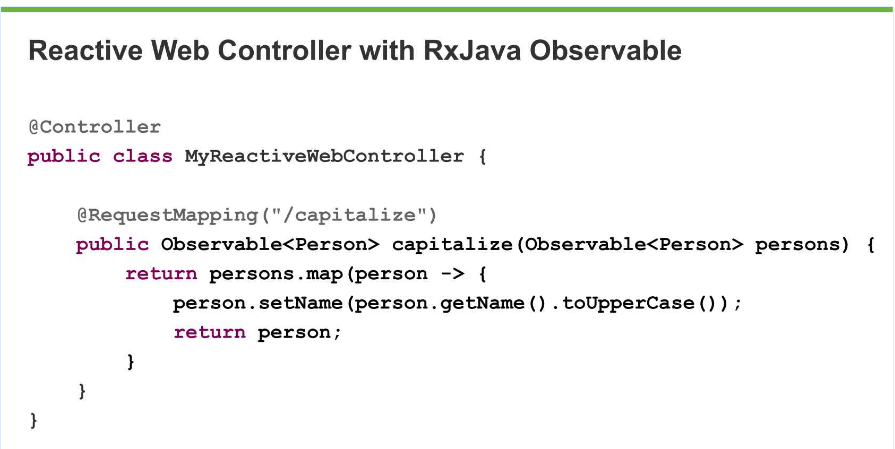 Reactive Web Controller with RxJava Observable
@Controller
public class MyReactiveWebController {
@RequestMapping("/capitalize")
public Observable<Person> capitalize(Observable<Person> persons) {
return persons.map(person -> {
person.setName(person.getName().toUpperCase());
return person;
}
}
}